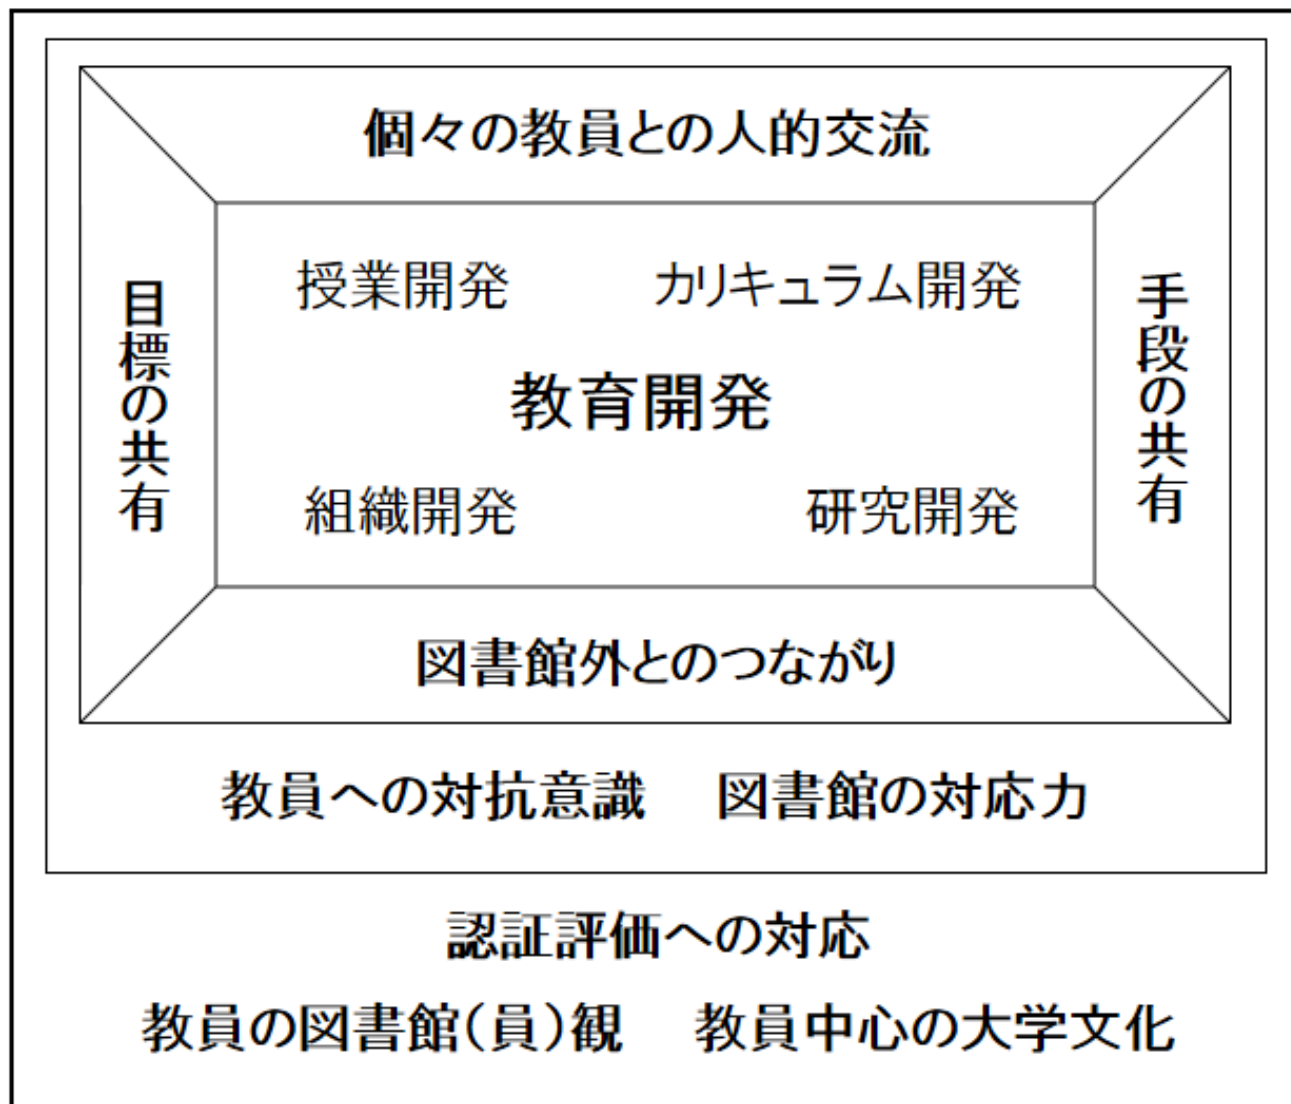 個々の教員との人的交流
目標の共有
授業開発 カリキュラム開発
教育開発
組織開発 研究開発
手段の共有
図書館外とのつながり
教員への対抗意識 図書館の対応力
認証評価への対応
教員の図書館(員)観 教員中心の大学文化